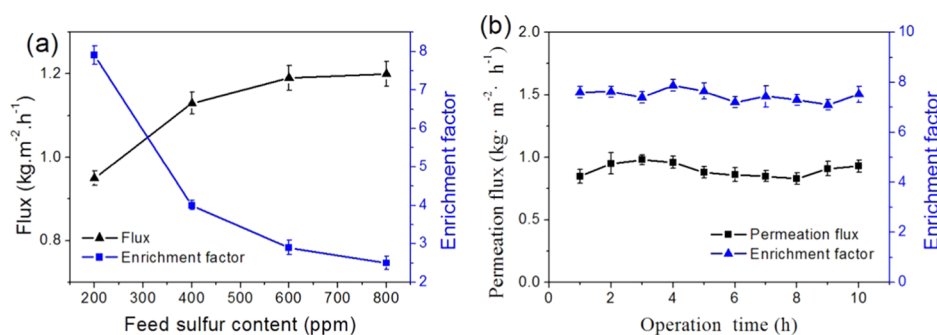 (a)
Flux (kg.m⁻².h⁻¹)
1.2
1.0
0.8
8
7
6
5
4
3
2
Enrichment factor
Flux
Enrichment factor
200 400 600 800
Feed sulfur content (ppm)
(b)
Permeation flux (kg· m⁻². h⁻¹)
2.0
1.5
1.0
0.5
0.0
10
8
6
4
2
0
Enrichment factor
Permeation flux
Enrichment factor
0 2 4 6 8 10
Operation time (h)